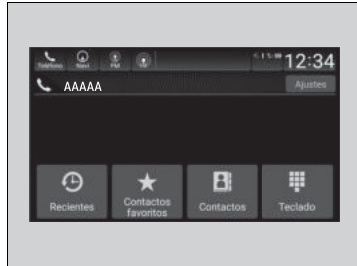 Teléfono Navi FM
12:34
AAAAA Ajustes
Recientes
Contactos
favoritos
Contactos
Teclado